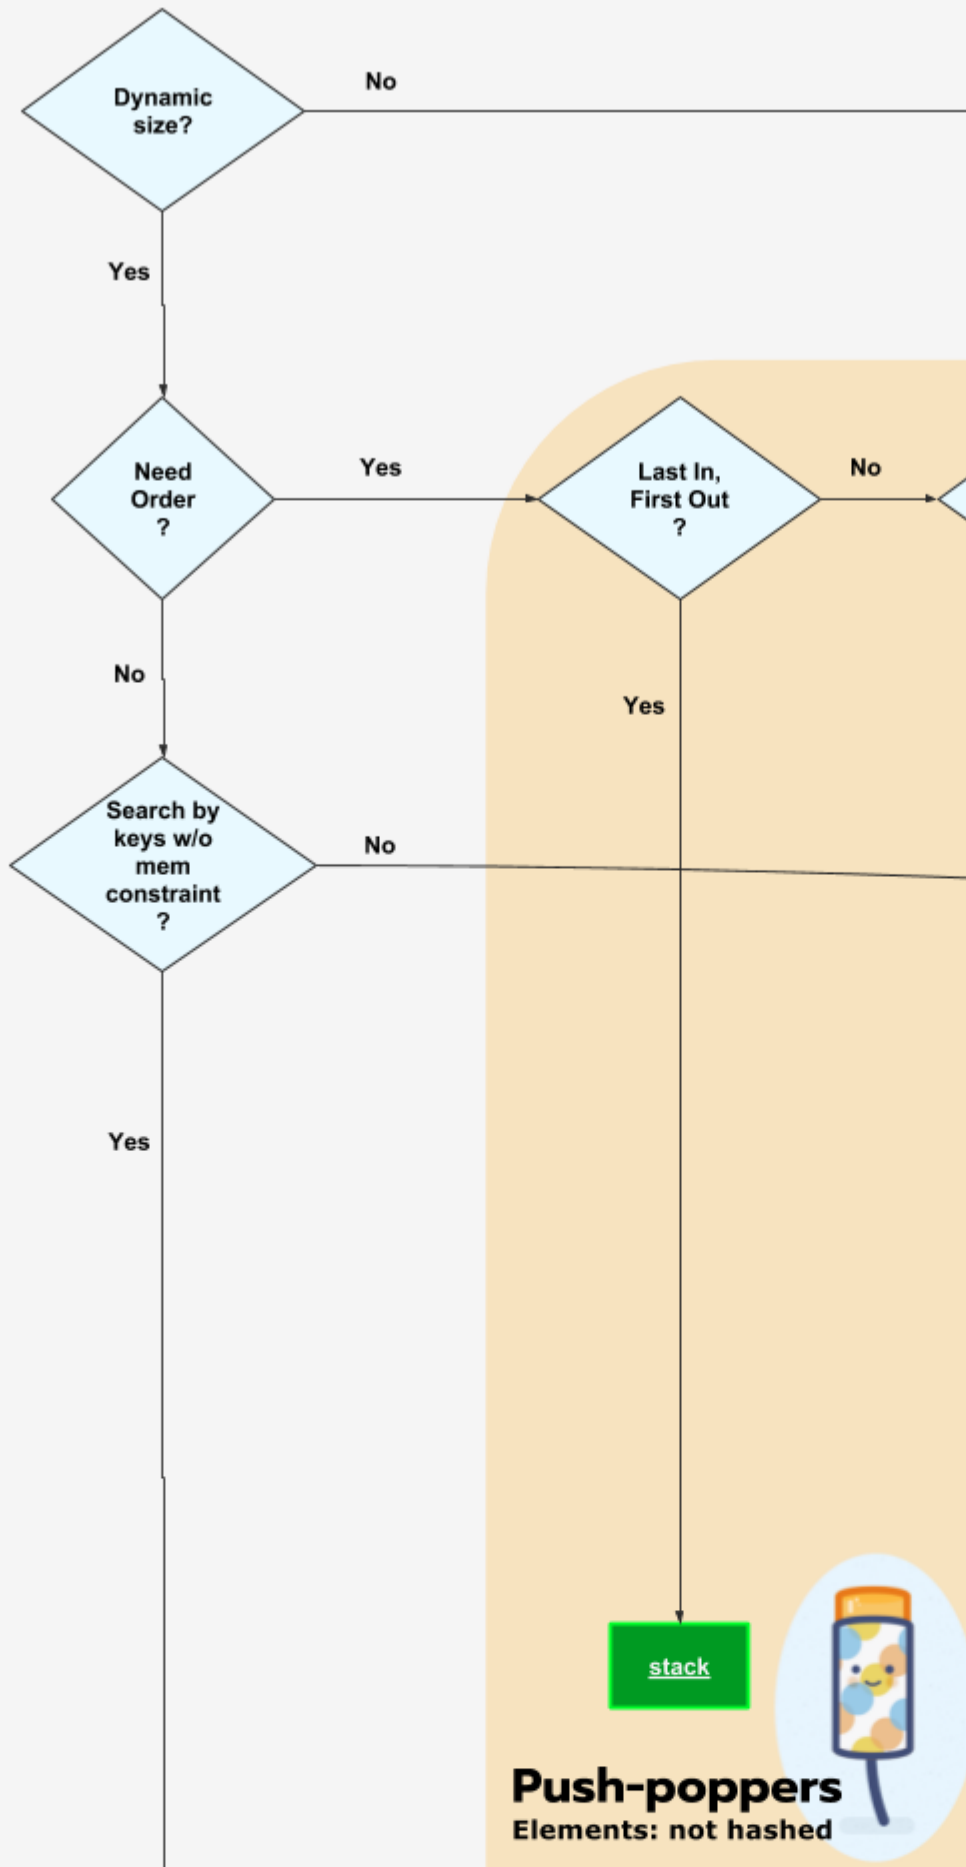 Dynamic
size?
No
Yes
Need
Order
?
Yes
Last In,
First Out
?
No
No
Yes
Search by
keys w/o
mem
constraint
?
No
Yes
stack
Push-poppers
Elements: not hashed